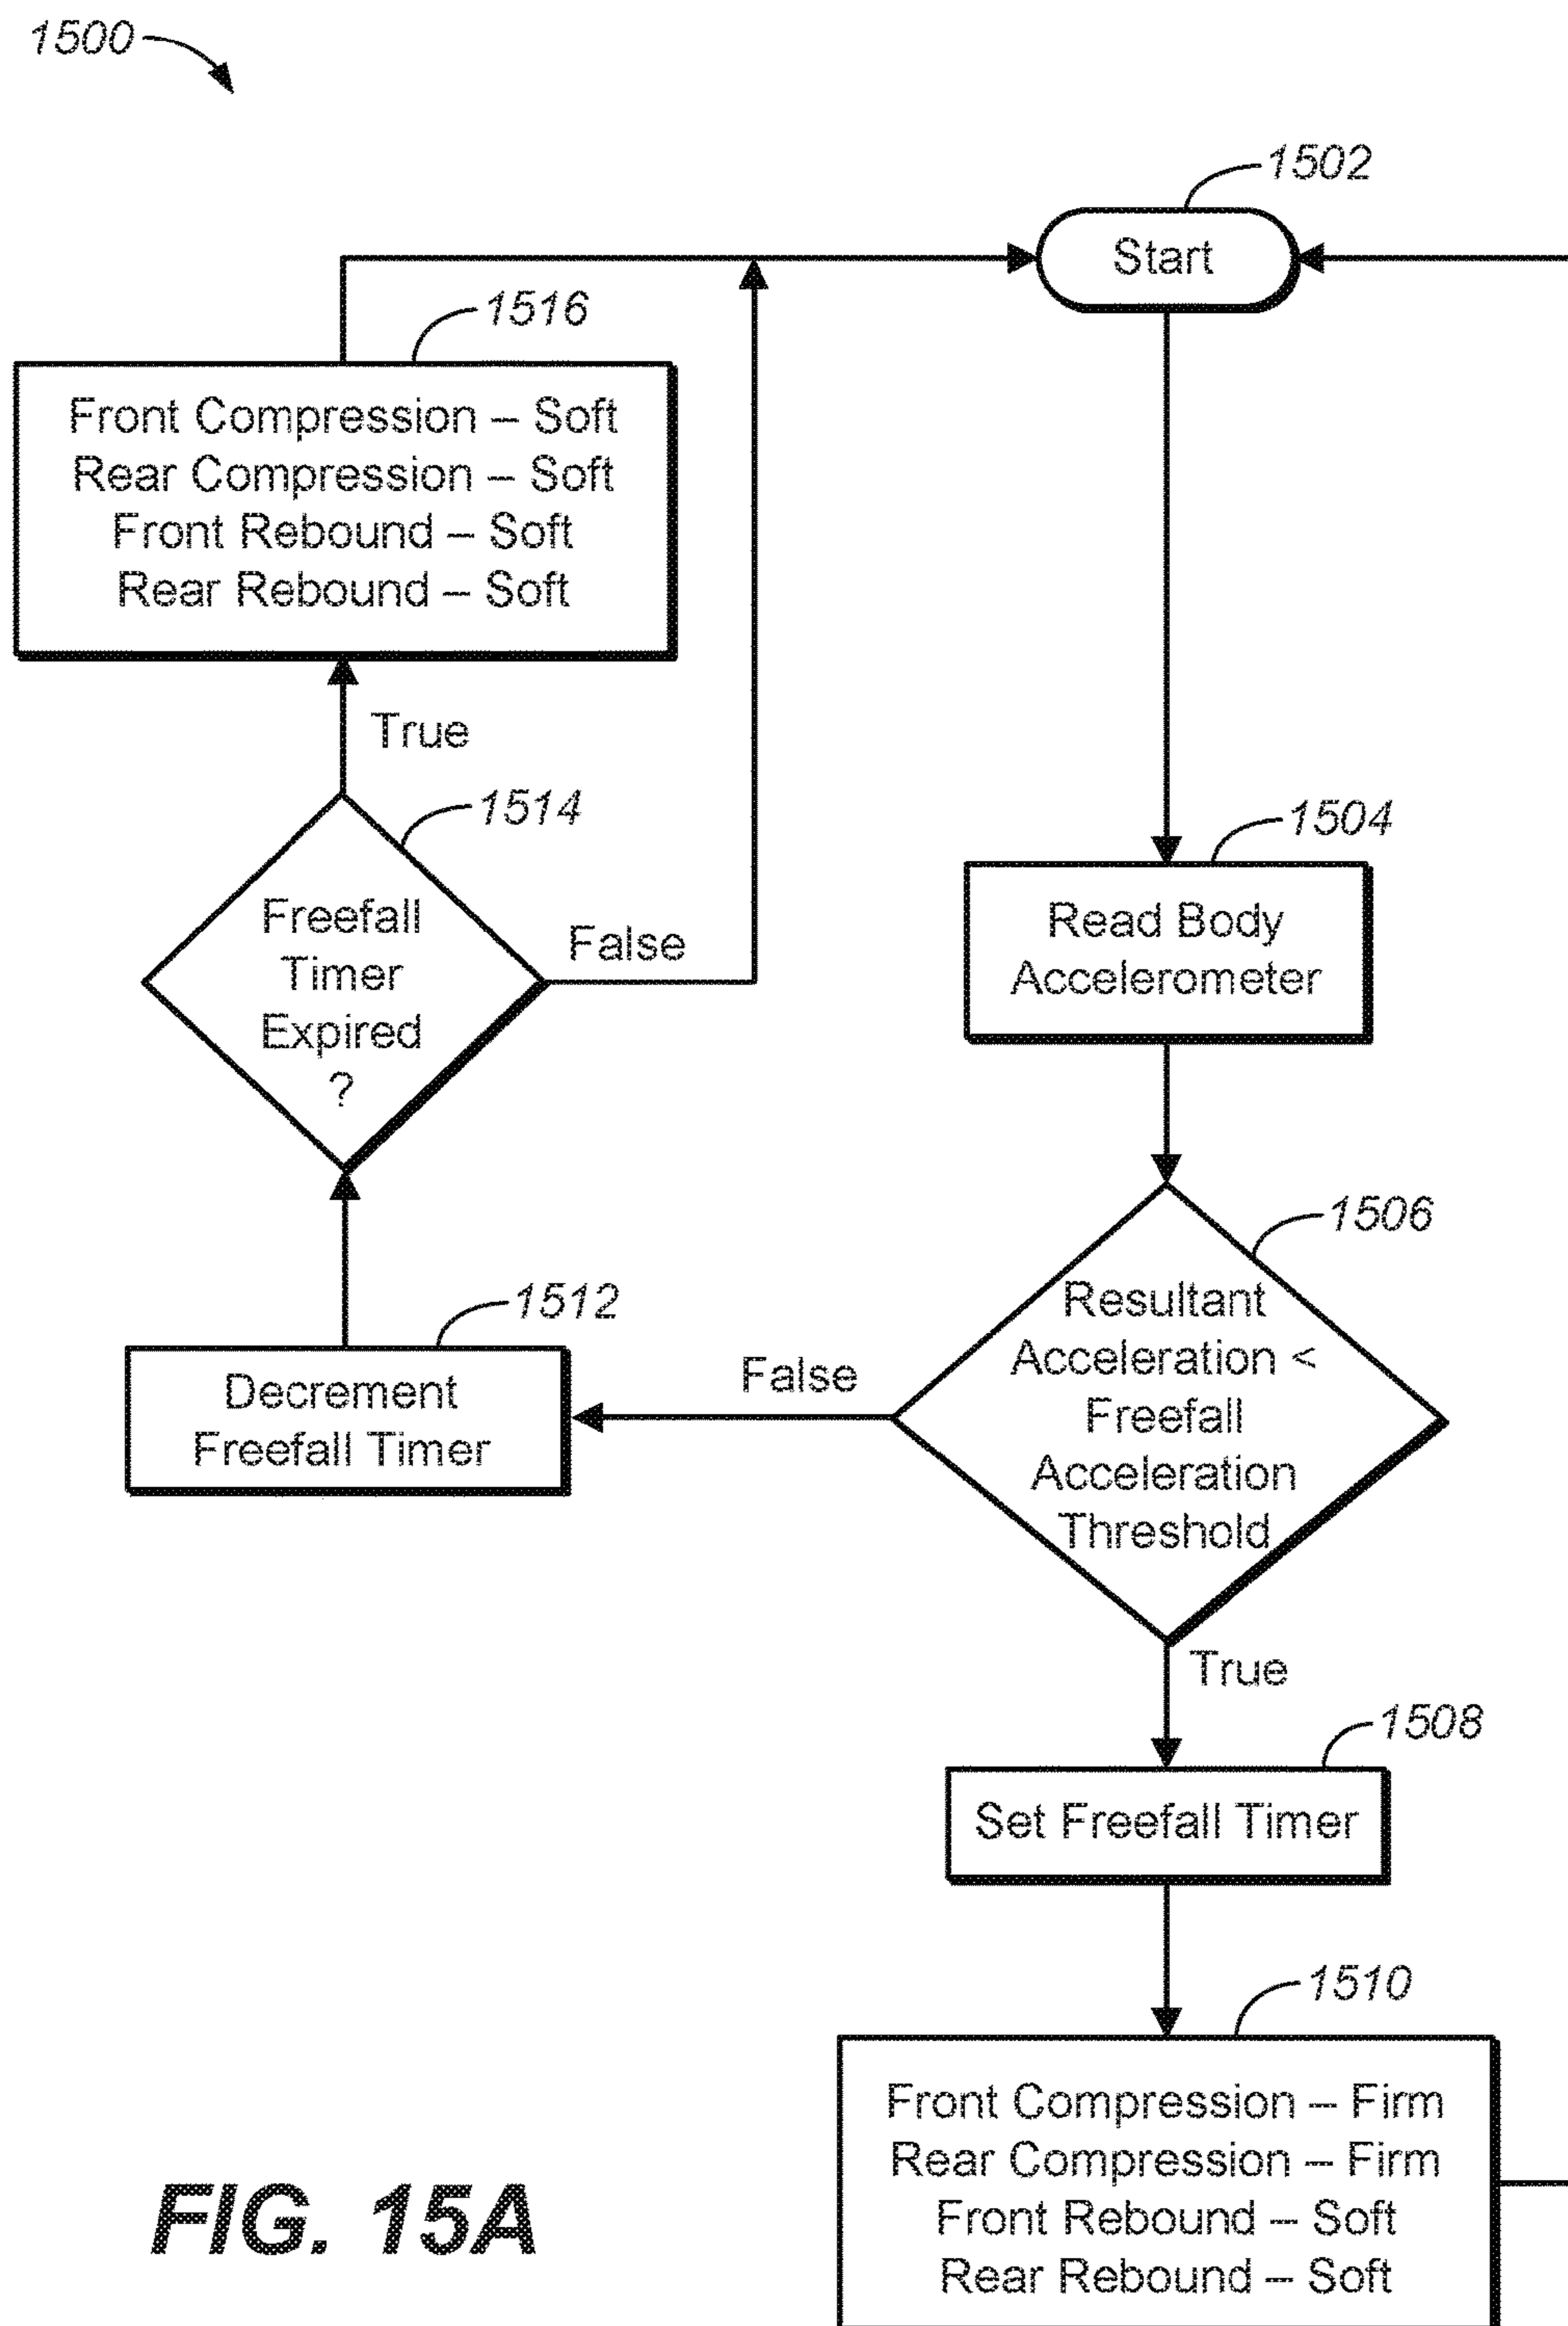 1500
1502
Start
1516
Front Compression – Soft
Rear Compression – Soft
Front Rebound – Soft
Rear Rebound – Soft
True
1514
Freefall
Timer
Expired
?
False
1504
Read Body
Accelerometer
1506
Resultant
Acceleration <
Freefall
Acceleration
Threshold
False
1512
Decrement
Freefall Timer
True
1508
Set Freefall Timer
1510
Front Compression – Firm
Rear Compression – Firm
Front Rebound – Soft
Rear Rebound – Soft
FIG. 15A